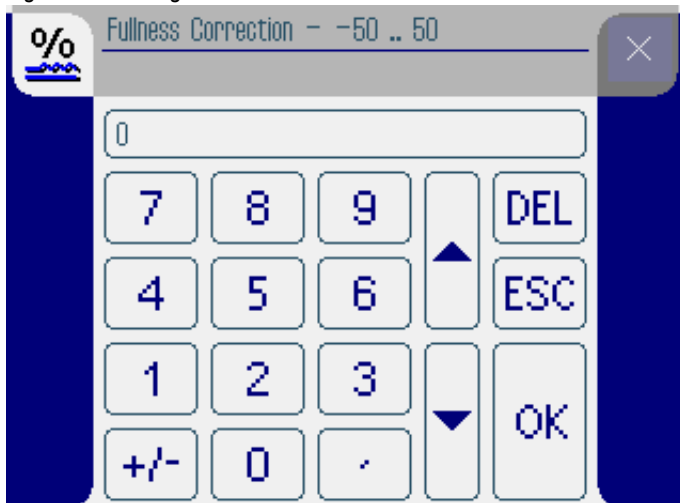 %
Fullness Correction - -50 .. 50
0
7 8 9 DEL
4 5 6 ESC
1 2 3 OK
+/- 0